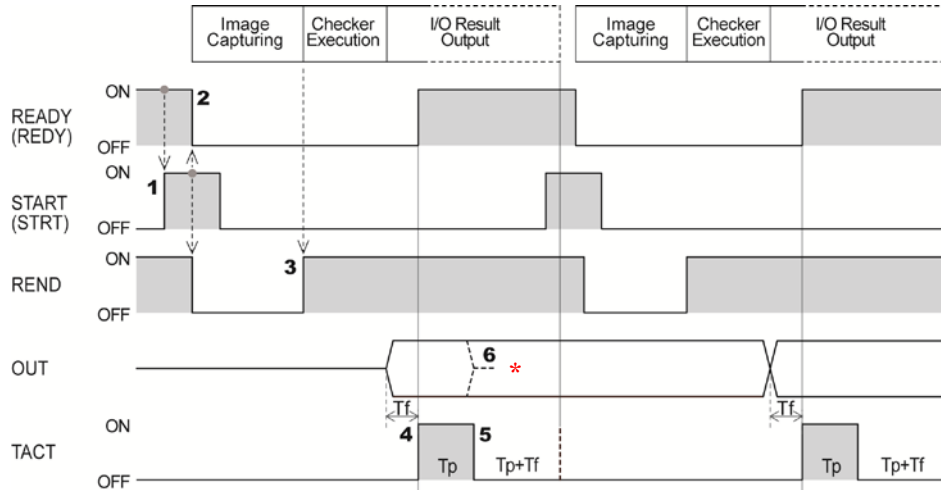 Image
Capturing
Checker
Execution
I/O Result
Output
Image
Capturing
Checker
Execution
I/O Result
Output
READY
(REDY)
ON
OFF
2
START
(STRT)
ON
OFF
1
REND
ON
OFF
3
OUT
6 *
Tf
Tf
TACT
ON
OFF
4
5
Tp
Tp+Tf
Tp
Tp+Tf